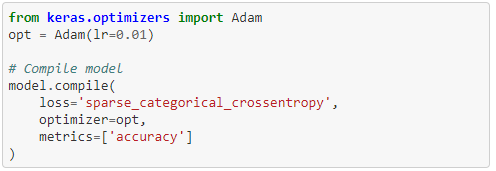 from keras.optimizers import Adam
opt = Adam(lr=0.01)

# Compile model
model.compile(
    loss='sparse_categorical_crossentropy',
    optimizer=opt,
    metrics=['accuracy']
)